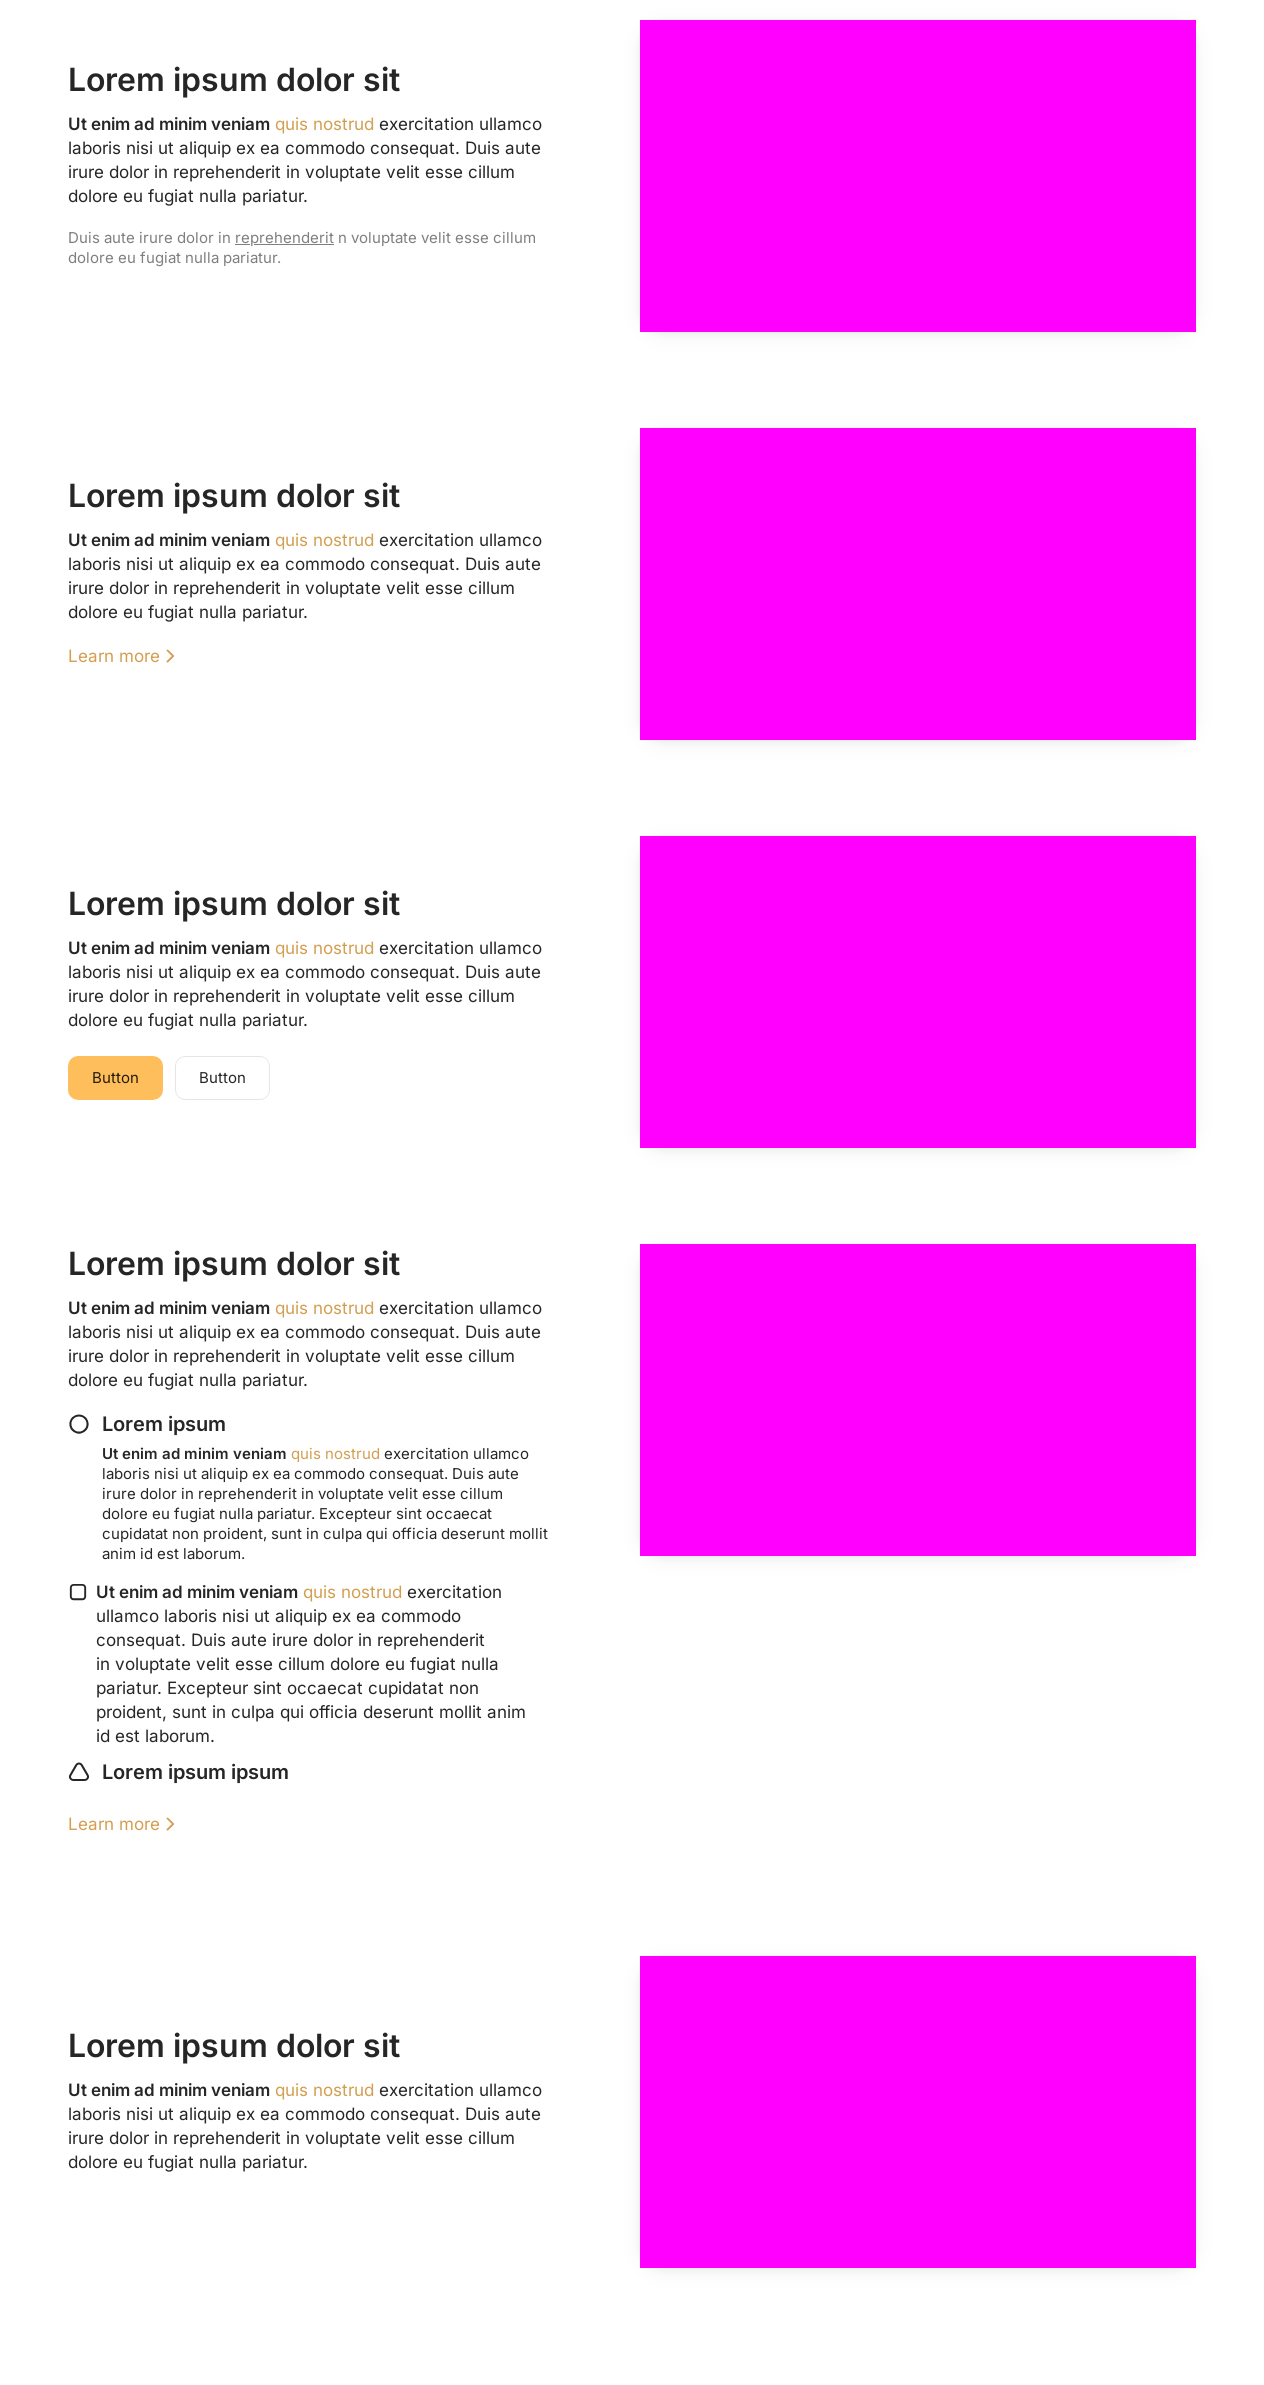 Lorem ipsum dolor sit
Ut enim ad minim veniam quis nostrud exercitation ullamco
laboris nisi ut aliquip ex ea commodo consequat. Duis aute
irure dolor in reprehenderit in voluptate velit esse cillum
dolore eu fugiat nulla pariatur.
Duis aute irure dolor in reprehenderit n voluptate velit esse cillum
dolore eu fugiat nulla pariatur.
Lorem ipsum dolor sit
Ut enim ad minim veniam quis nostrud exercitation ullamco
laboris nisi ut aliquip ex ea commodo consequat. Duis aute
irure dolor in reprehenderit in voluptate velit esse cillum
dolore eu fugiat nulla pariatur.
Learn more
Lorem ipsum dolor sit
Ut enim ad minim veniam quis nostrud exercitation ullamco
laboris nisi ut aliquip ex ea commodo consequat. Duis aute
irure dolor in reprehenderit in voluptate velit esse cillum
dolore eu fugiat nulla pariatur.
Button Button
Lorem ipsum dolor sit
Ut enim ad minim veniam quis nostrud exercitation ullamco
laboris nisi ut aliquip ex ea commodo consequat. Duis aute
irure dolor in reprehenderit in voluptate velit esse cillum
dolore eu fugiat nulla pariatur.
Lorem ipsum
Ut enim ad minim veniam quis nostrud exercitation ullamco
laboris nisi ut aliquip ex ea commodo consequat. Duis aute
irure dolor in reprehenderit in voluptate velit esse cillum
dolore eu fugiat nulla pariatur. Excepteur sint occaecat
cupidatat non proident, sunt in culpa qui officia deserunt mollit
anim id est laborum.
Ut enim ad minim veniam quis nostrud exercitation
ullamco laboris nisi ut aliquip ex ea commodo
consequat. Duis aute irure dolor in reprehenderit
in voluptate velit esse cillum dolore eu fugiat nulla
pariatur. Excepteur sint occaecat cupidatat non
proident, sunt in culpa qui officia deserunt mollit anim
id est laborum.
Lorem ipsum ipsum
Learn more
Lorem ipsum dolor sit
Ut enim ad minim veniam quis nostrud exercitation ullamco
laboris nisi ut aliquip ex ea commodo consequat. Duis aute
irure dolor in reprehenderit in voluptate velit esse cillum
dolore eu fugiat nulla pariatur.